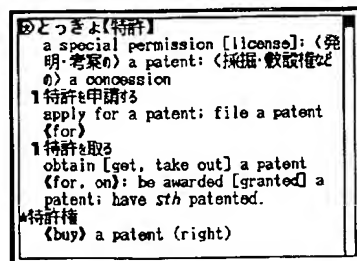 とっきょ【特許】
a special permission [license]; 〈発
明・考案の〉 a patent; 〈採掘・敷設権など
の〉 a concession
¶特許を申請する
apply for a patent; file a patent
《for》
¶特許を取る
obtain [get, take out] a patent
《for, on》; be awarded [granted] a
patent; have sth patented.
★特許権
《buy》 a patent (right)